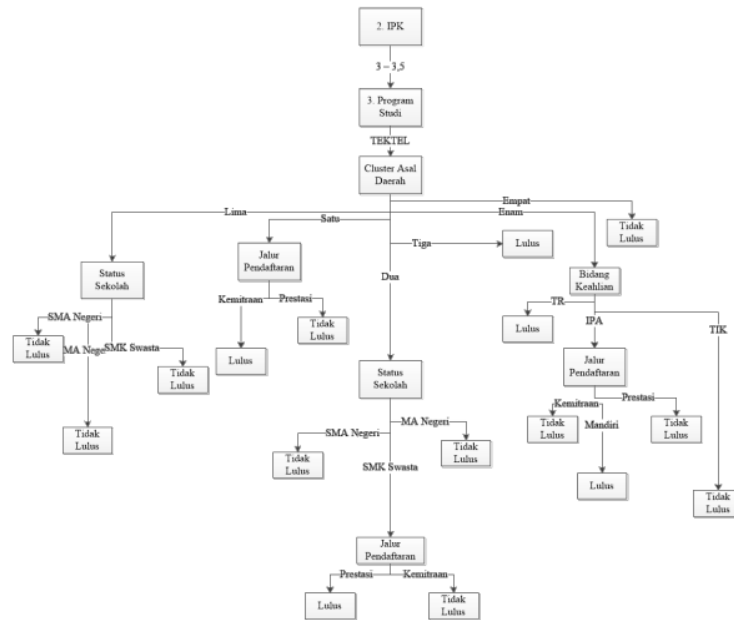 2. IPK
3 – 3,5
3. Program
Studi
TEKTEL
Cluster Asal
Daerah
Empat
Lima
Enam
Satu
Tidak
Lulus
Tiga
Lulus
Jalur
Pendaftaran
Status
Sekolah
Dua
Bidang
Keahlian
Kemitraan
Prestasi
TR
SMA Negeri
IPA
TIK
Tidak
Lulus
Lulus
Tidak
Lulus
MA Nege
SMK Swasta
Lulus
Jalur
Pendaftaran
Tidak
Lulus
Status
Sekolah
Kemitraan
Prestasi
Mandiri
Tidak
Lulus
Tidak
Lulus
Tidak
Lulus
SMA Negeri
MA Negeri
Tidak
Lulus
Tidak
Lulus
SMK Swasta
Lulus
Tidak
Lulus
Jalur
Pendaftaran
Prestasi
Kemitraan
Lulus
Tidak
Lulus